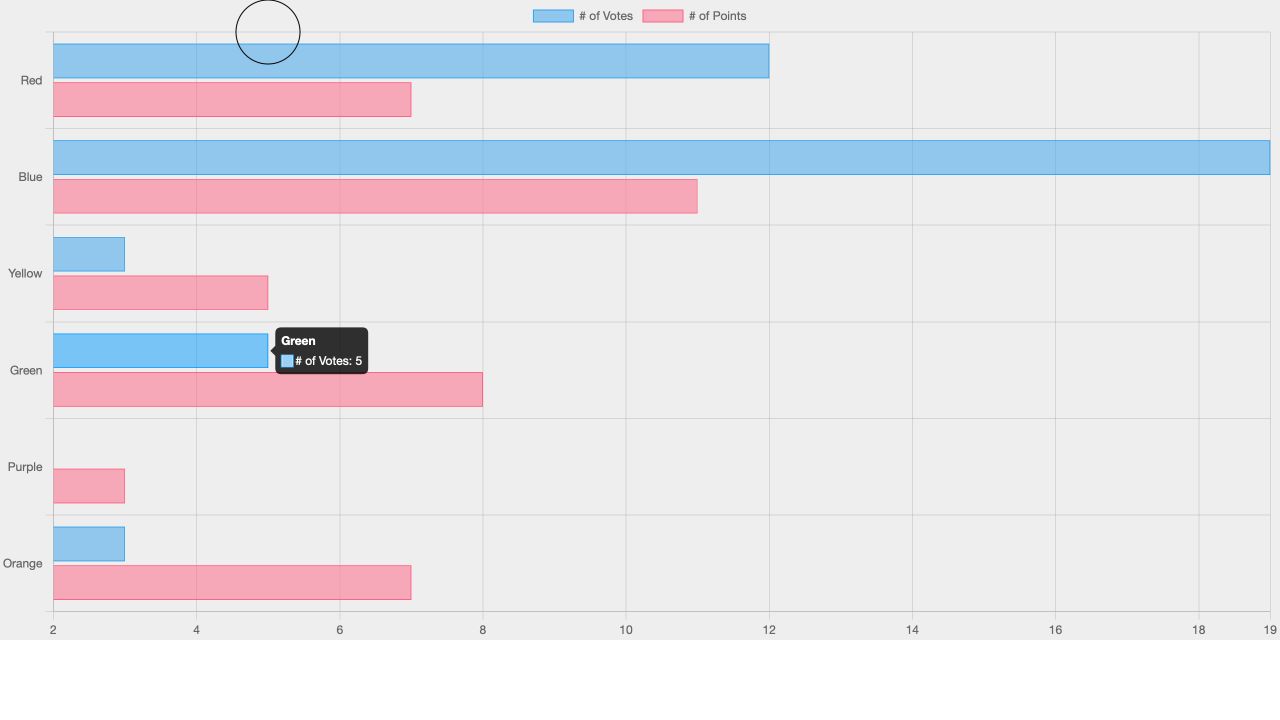 # of Votes # of Points
Red
Blue
Yellow
Green
Green
# of Votes: 5
Purple
Orange
2 4 6 8 10 12 14 16 18 19